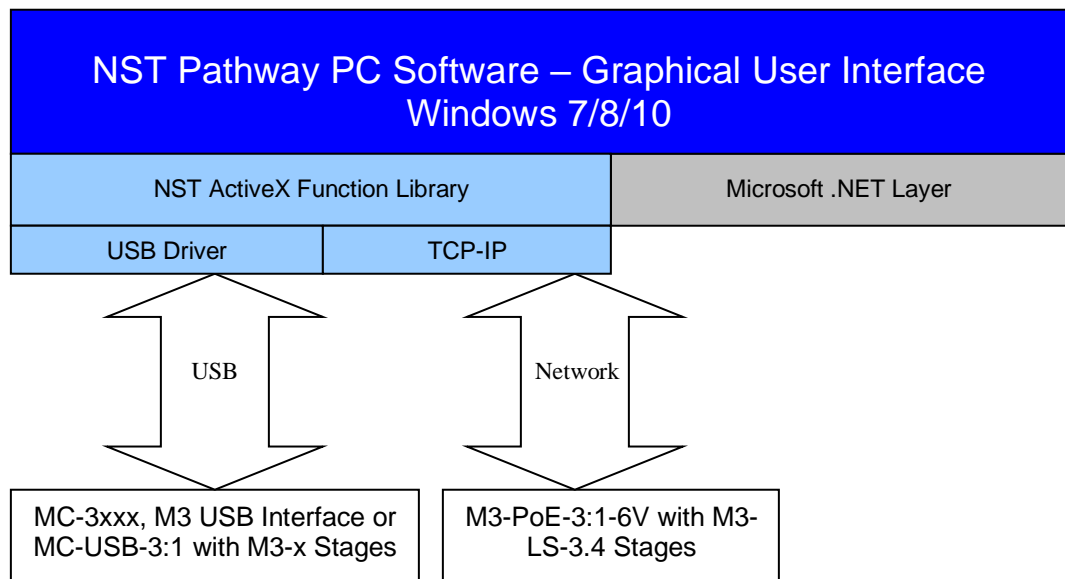 NST Pathway PC Software – Graphical User Interface
Windows 7/8/10
NST ActiveX Function Library
Microsoft .NET Layer
USB Driver
TCP-IP
USB
Network
MC-3xxx, M3 USB Interface or
MC-USB-3:1 with M3-x Stages
M3-PoE-3:1-6V with M3-
LS-3.4 Stages